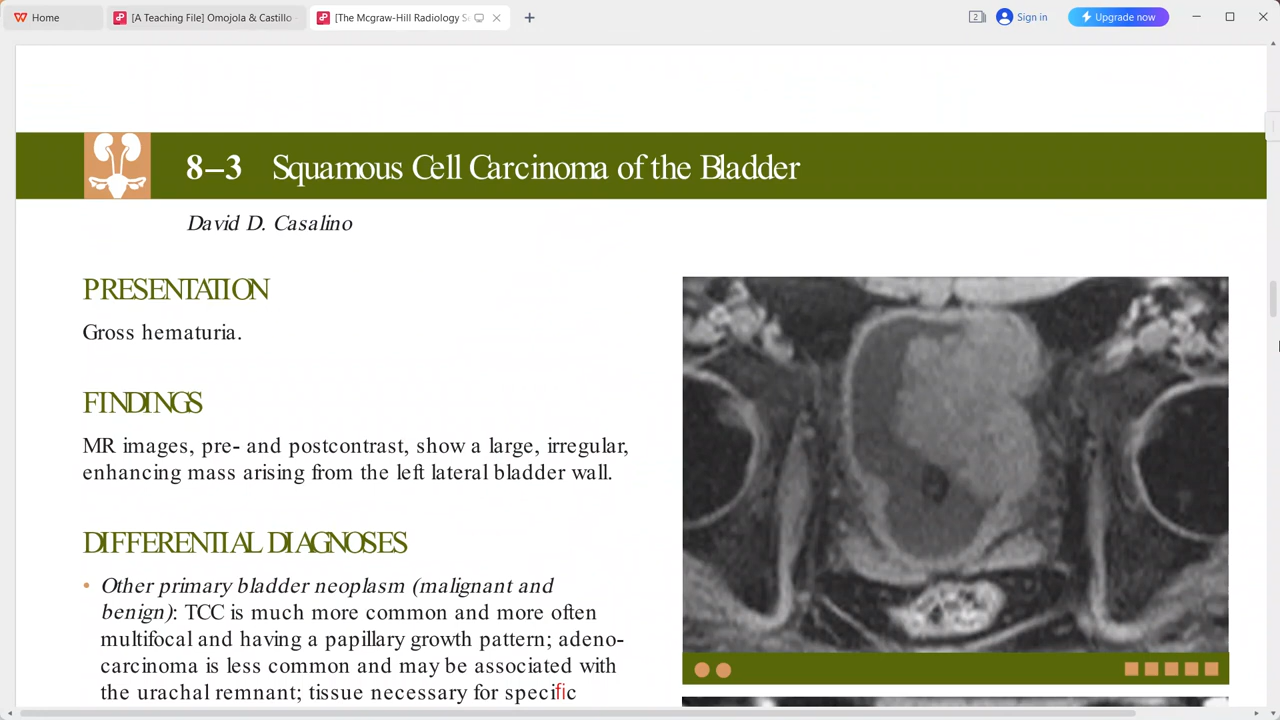 Home
[A Teaching File] Omojola & Castillo
[The Mcgraw-Hill Radiology S
Sign in
Upgrade now
8–3 Squamous Cell Carcinoma of the Bladder
David D. Casalino
PRESENTATION
Gross hematuria.
FINDINGS
MR images, pre- and postcontrast, show a large, irregular,
enhancing mass arising from the left lateral bladder wall.
DIFFERENTIAL DIAGNOSES
• Other primary bladder neoplasm (malignant and
benign): TCC is much more common and more often
multifocal and having a papillary growth pattern; adeno-
carcinoma is less common and may be associated with
the urachal remnant; tissue necessary for specific